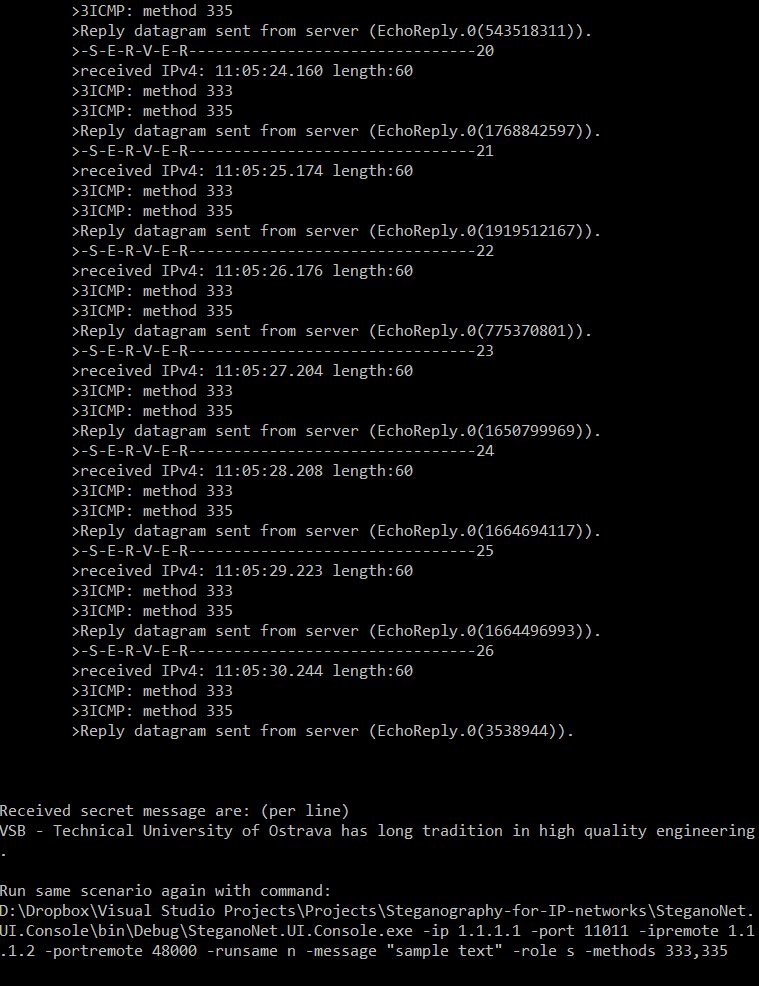 >3ICMP: method 335
>Reply datagram sent from server (EchoReply.0(543518311)).
>-S-E-R-V-E-R--------------------------------20
>received IPv4: 11:05:24.160 length:60
>3ICMP: method 333
>3ICMP: method 335
>Reply datagram sent from server (EchoReply.0(1768842597)).
>-S-E-R-V-E-R--------------------------------21
>received IPv4: 11:05:25.174 length:60
>3ICMP: method 333
>3ICMP: method 335
>Reply datagram sent from server (EchoReply.0(1919512167)).
>-S-E-R-V-E-R--------------------------------22
>received IPv4: 11:05:26.176 length:60
>3ICMP: method 333
>3ICMP: method 335
>Reply datagram sent from server (EchoReply.0(775370801)).
>-S-E-R-V-E-R--------------------------------23
>received IPv4: 11:05:27.204 length:60
>3ICMP: method 333
>3ICMP: method 335
>Reply datagram sent from server (EchoReply.0(1650799969)).
>-S-E-R-V-E-R--------------------------------24
>received IPv4: 11:05:28.208 length:60
>3ICMP: method 333
>3ICMP: method 335
>Reply datagram sent from server (EchoReply.0(1664694117)).
>-S-E-R-V-E-R--------------------------------25
>received IPv4: 11:05:29.223 length:60
>3ICMP: method 333
>3ICMP: method 335
>Reply datagram sent from server (EchoReply.0(1664496993)).
>-S-E-R-V-E-R--------------------------------26
>received IPv4: 11:05:30.244 length:60
>3ICMP: method 333
>3ICMP: method 335
>Reply datagram sent from server (EchoReply.0(3538944)).
Received secret message are: (per line)
VSB - Technical University of Ostrava has long tradition in high quality engineering
.
Run same scenario again with command:
D:\Dropbox\Visual Studio Projects\Projects\Steganography-for-IP-networks\SteganoNet.
UI.Console\bin\Debug\SteganoNet.UI.Console.exe -ip 1.1.1.1 -port 11011 -ipremote 1.1
.1.2 -portremote 48000 -runsame n -message "sample text" -role s -methods 333,335